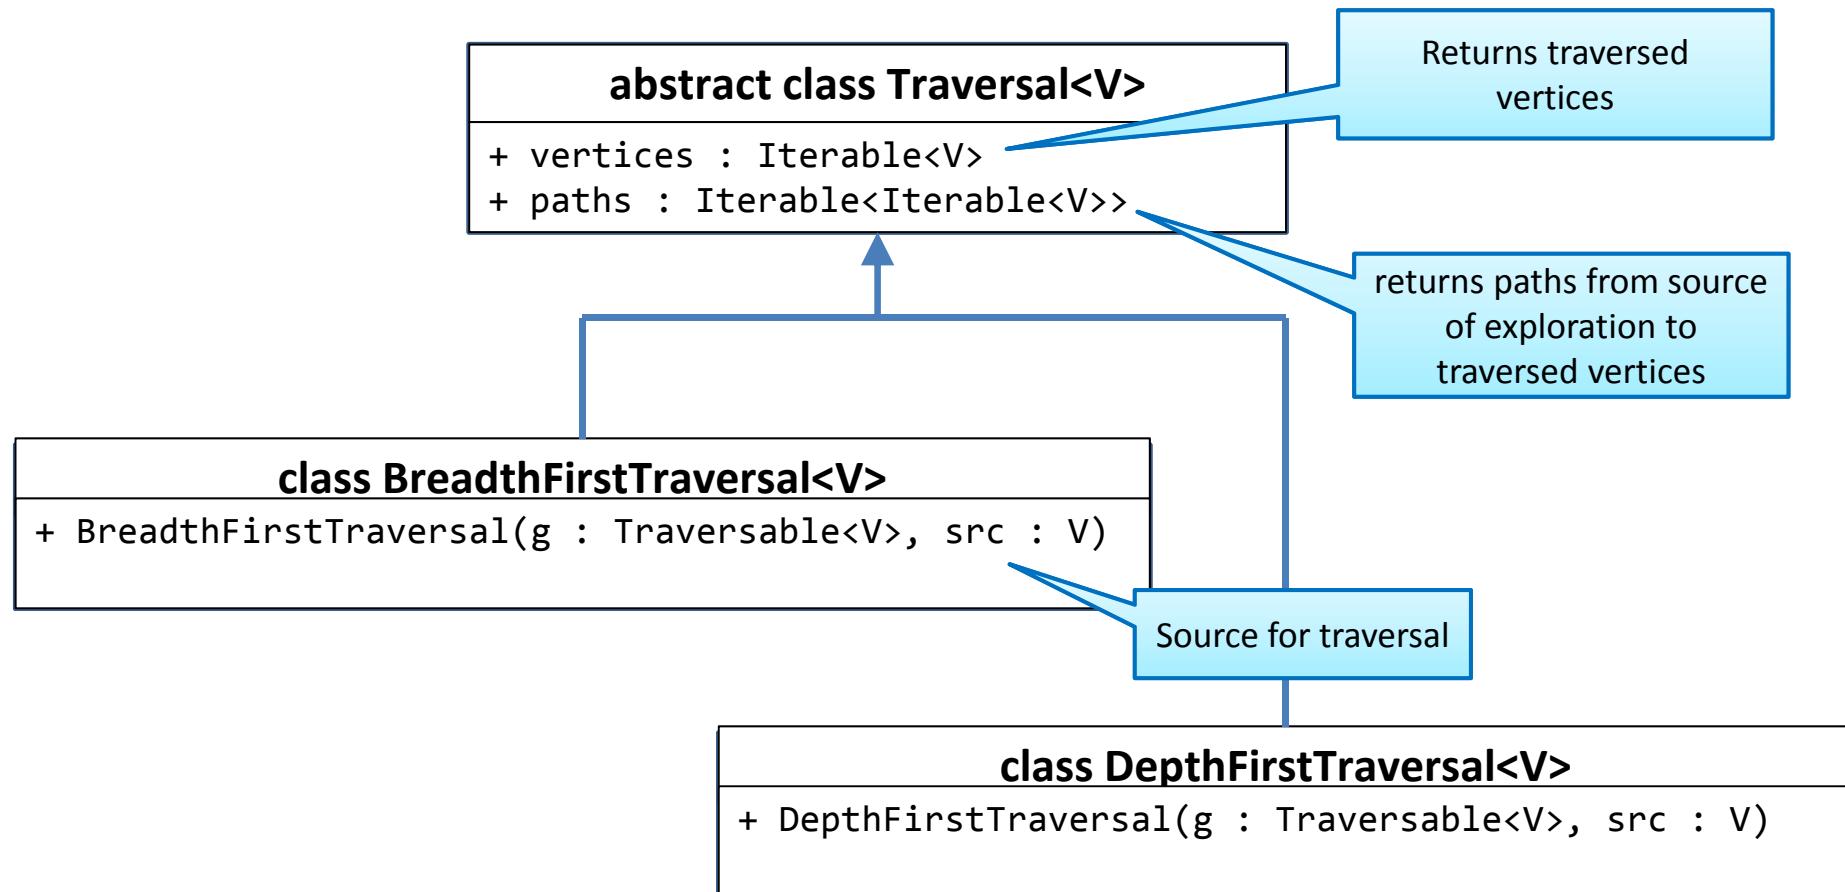 abstract class Traversal<V>
+ vertices : Iterable<V>
+ paths : Iterable<Iterable<V>>
Returns traversed
vertices
returns paths from source
of exploration to
traversed vertices
class BreadthFirstTraversal<V>
+ BreadthFirstTraversal(g : Traversable<V>, src : V)
Source for traversal
class DepthFirstTraversal<V>
+ DepthFirstTraversal(g : Traversable<V>, src : V)